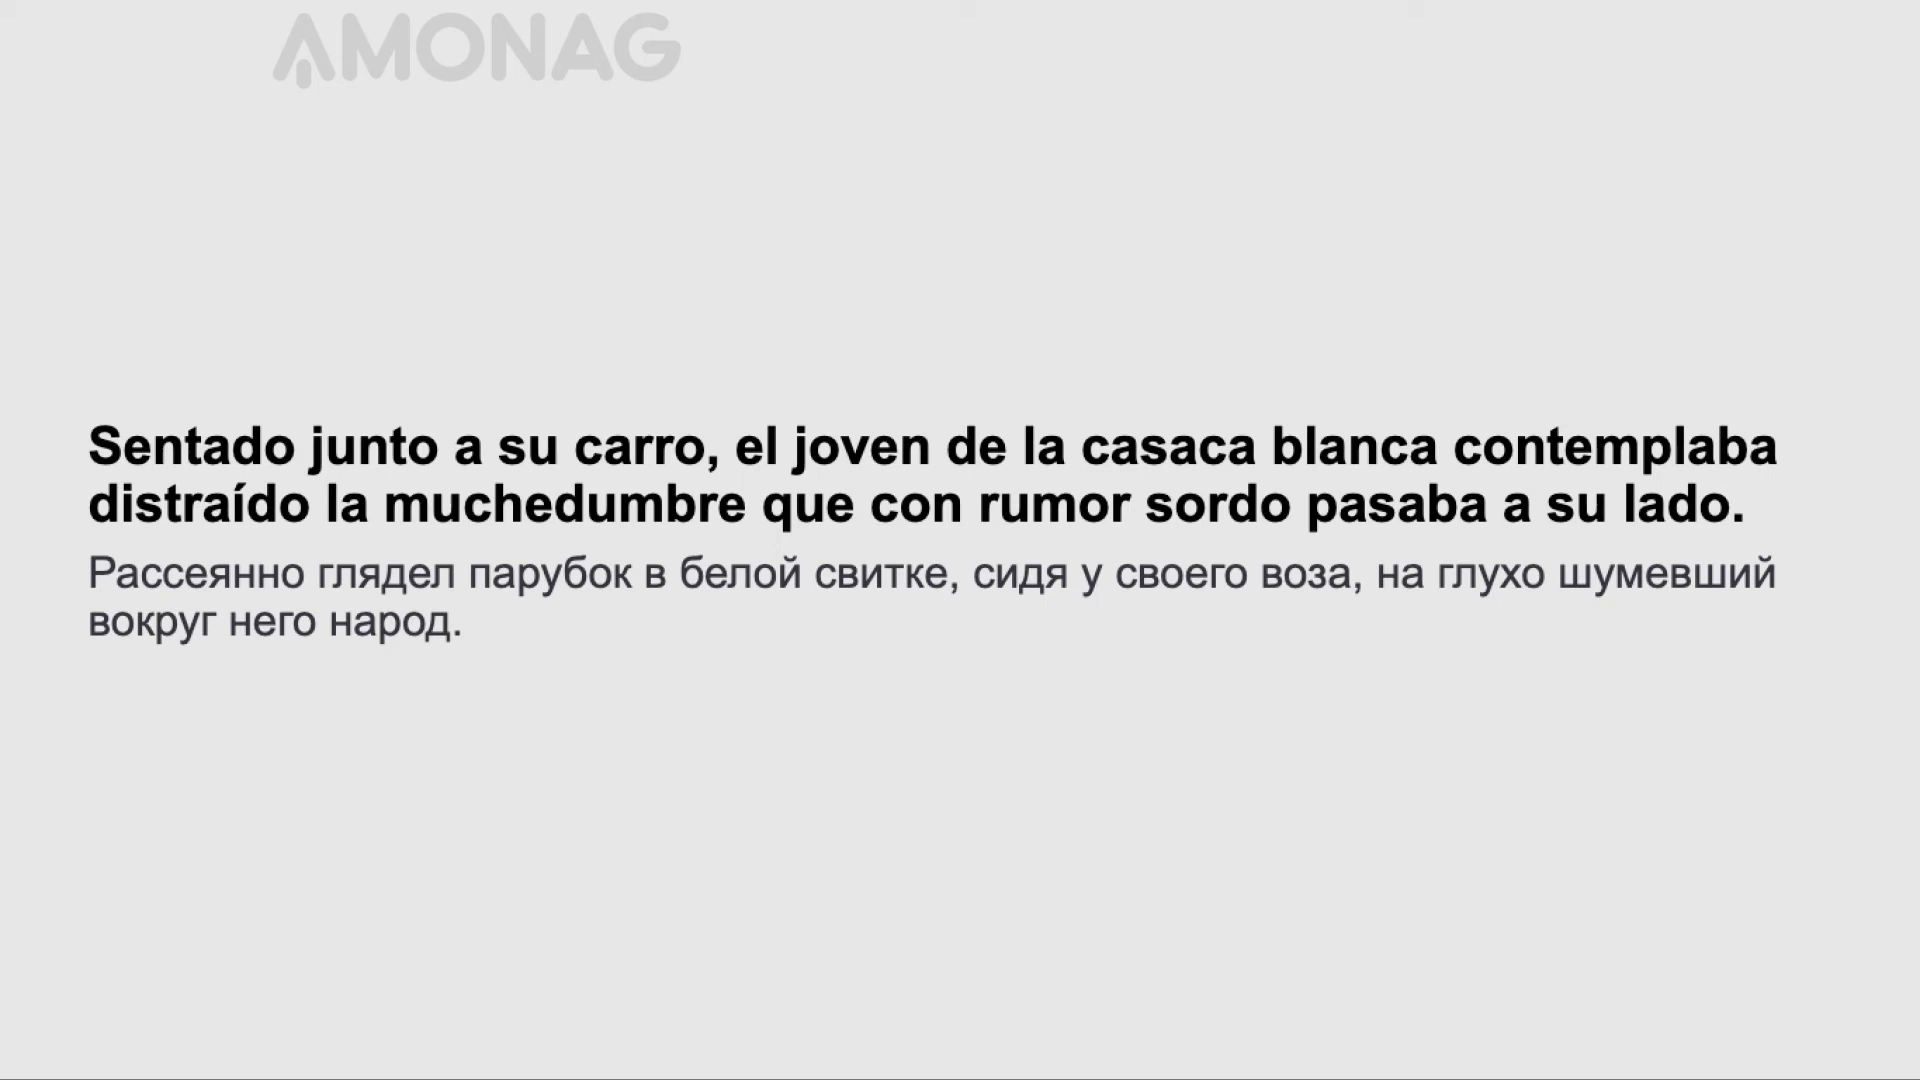 AMONAG
Sentado junto a su carro, el joven de la casaca blanca contemplaba
distraído la muchedumbre que con rumor sordo pasaba a su lado.
Рассеянно глядел парубок в белой свитке, сидя у своего воза, на глухо шумевший
вокруг него народ.